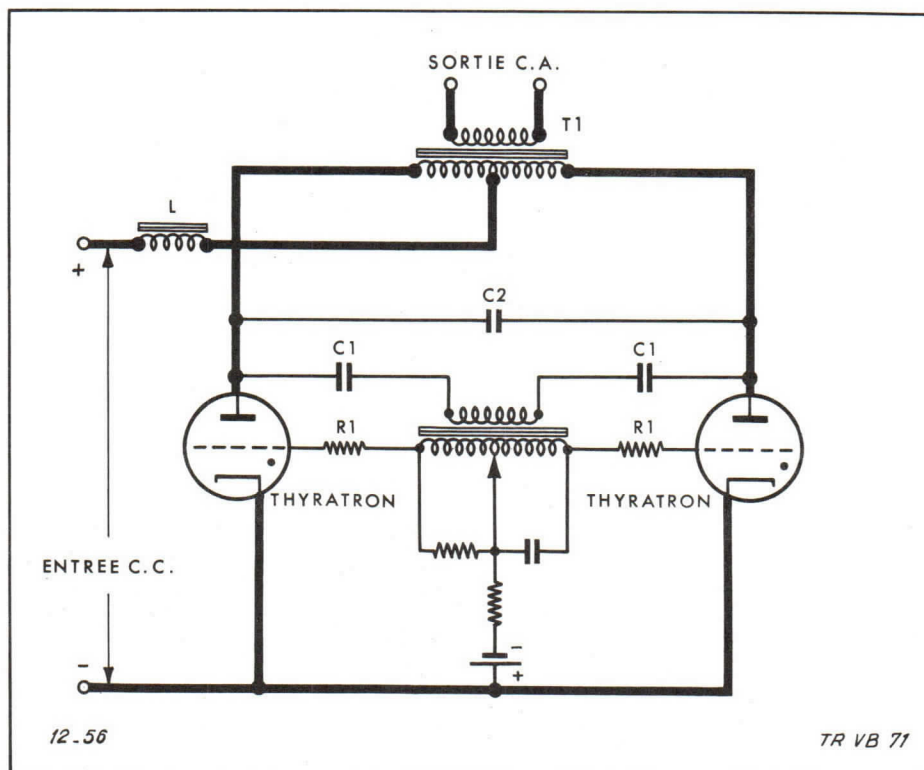 SORTIE C.A.
T1
L
+
C2
C1 C1
R1 R1
THYRATRON THYRATRON
ENTREE C.C.
-
+
-
12-56 TR VB 71